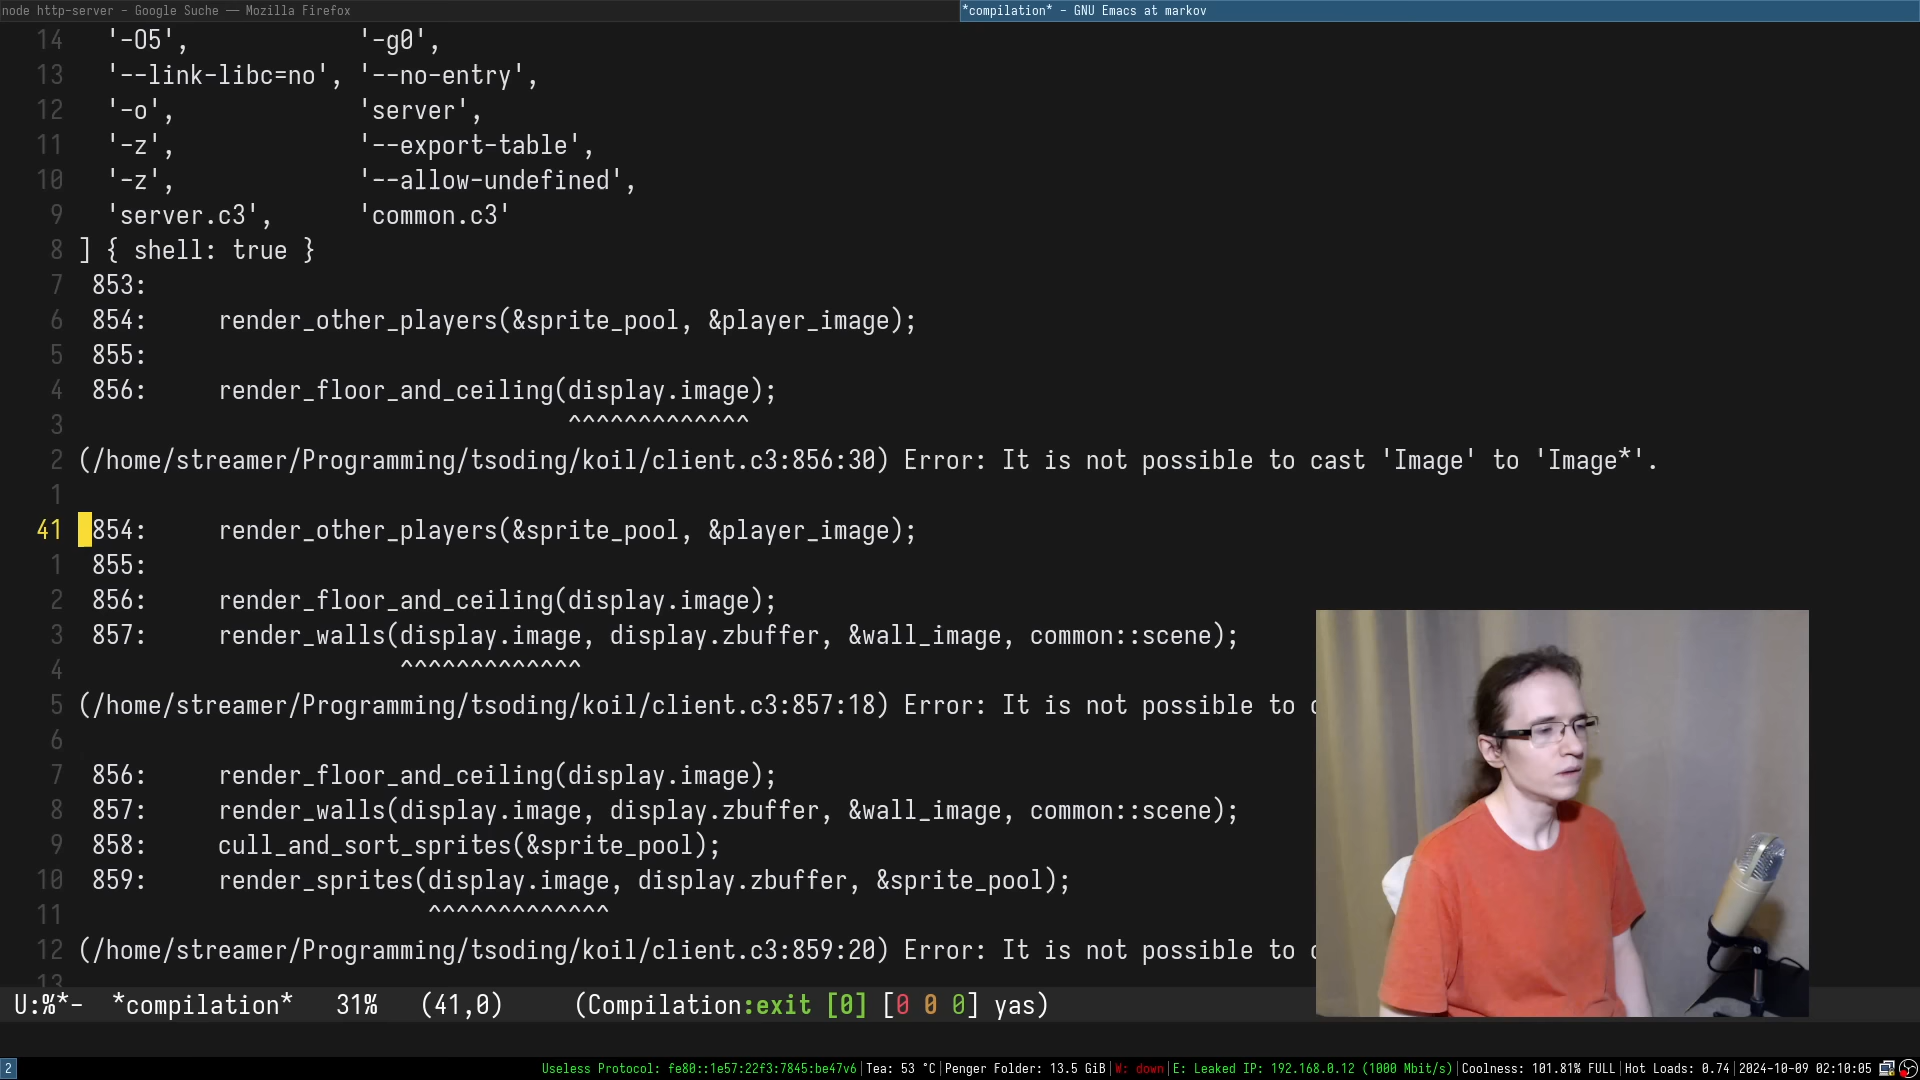 node http-server - Google Suche — Mozilla Firefox
*compilation* - GNU Emacs at markov
14 '-O5', '-g0',
13 '--link-libc=no', '--no-entry',
12 '-o', 'server',
11 '-z', '--export-table',
10 '-z', '--allow-undefined',
9 'server.c3', 'common.c3'
8 ] { shell: true }
7 853:
6 854: render_other_players(&sprite_pool, &player_image);
5 855:
4 856: render_floor_and_ceiling(display.image);
3 ^^^^^^^^^^^^^
2 (/home/streamer/Programming/tsoding/koil/client.c3:856:30) Error: It is not possible to cast 'Image' to 'Image*'.
1
41 854: render_other_players(&sprite_pool, &player_image);
1 855:
2 856: render_floor_and_ceiling(display.image);
3 857: render_walls(display.image, display.zbuffer, &wall_image, common::scene);
4 ^^^^^^^^^^^^^
5 (/home/streamer/Programming/tsoding/koil/client.c3:857:18) Error: It is not possible to
6
7 856: render_floor_and_ceiling(display.image);
8 857: render_walls(display.image, display.zbuffer, &wall_image, common::scene);
9 858: cull_and_sort_sprites(&sprite_pool);
10 859: render_sprites(display.image, display.zbuffer, &sprite_pool);
11 ^^^^^^^^^^^^^
12 (/home/streamer/Programming/tsoding/koil/client.c3:859:20) Error: It is not possible to
13
U:%*- *compilation* 31% (41,0) (Compilation:exit [0] [0 0 0] yas)
2 Useless Protocol: fe80::1e57:22f3:7845:be47v6|Tea: 53 °C|Penger Folder: 13.5 GiB|W: down|E: Leaked IP: 192.168.0.12 (1000 Mbit/s)|Coolness: 101.81% FULL|Hot Loads: 0.74|2024-10-09 02:10:05